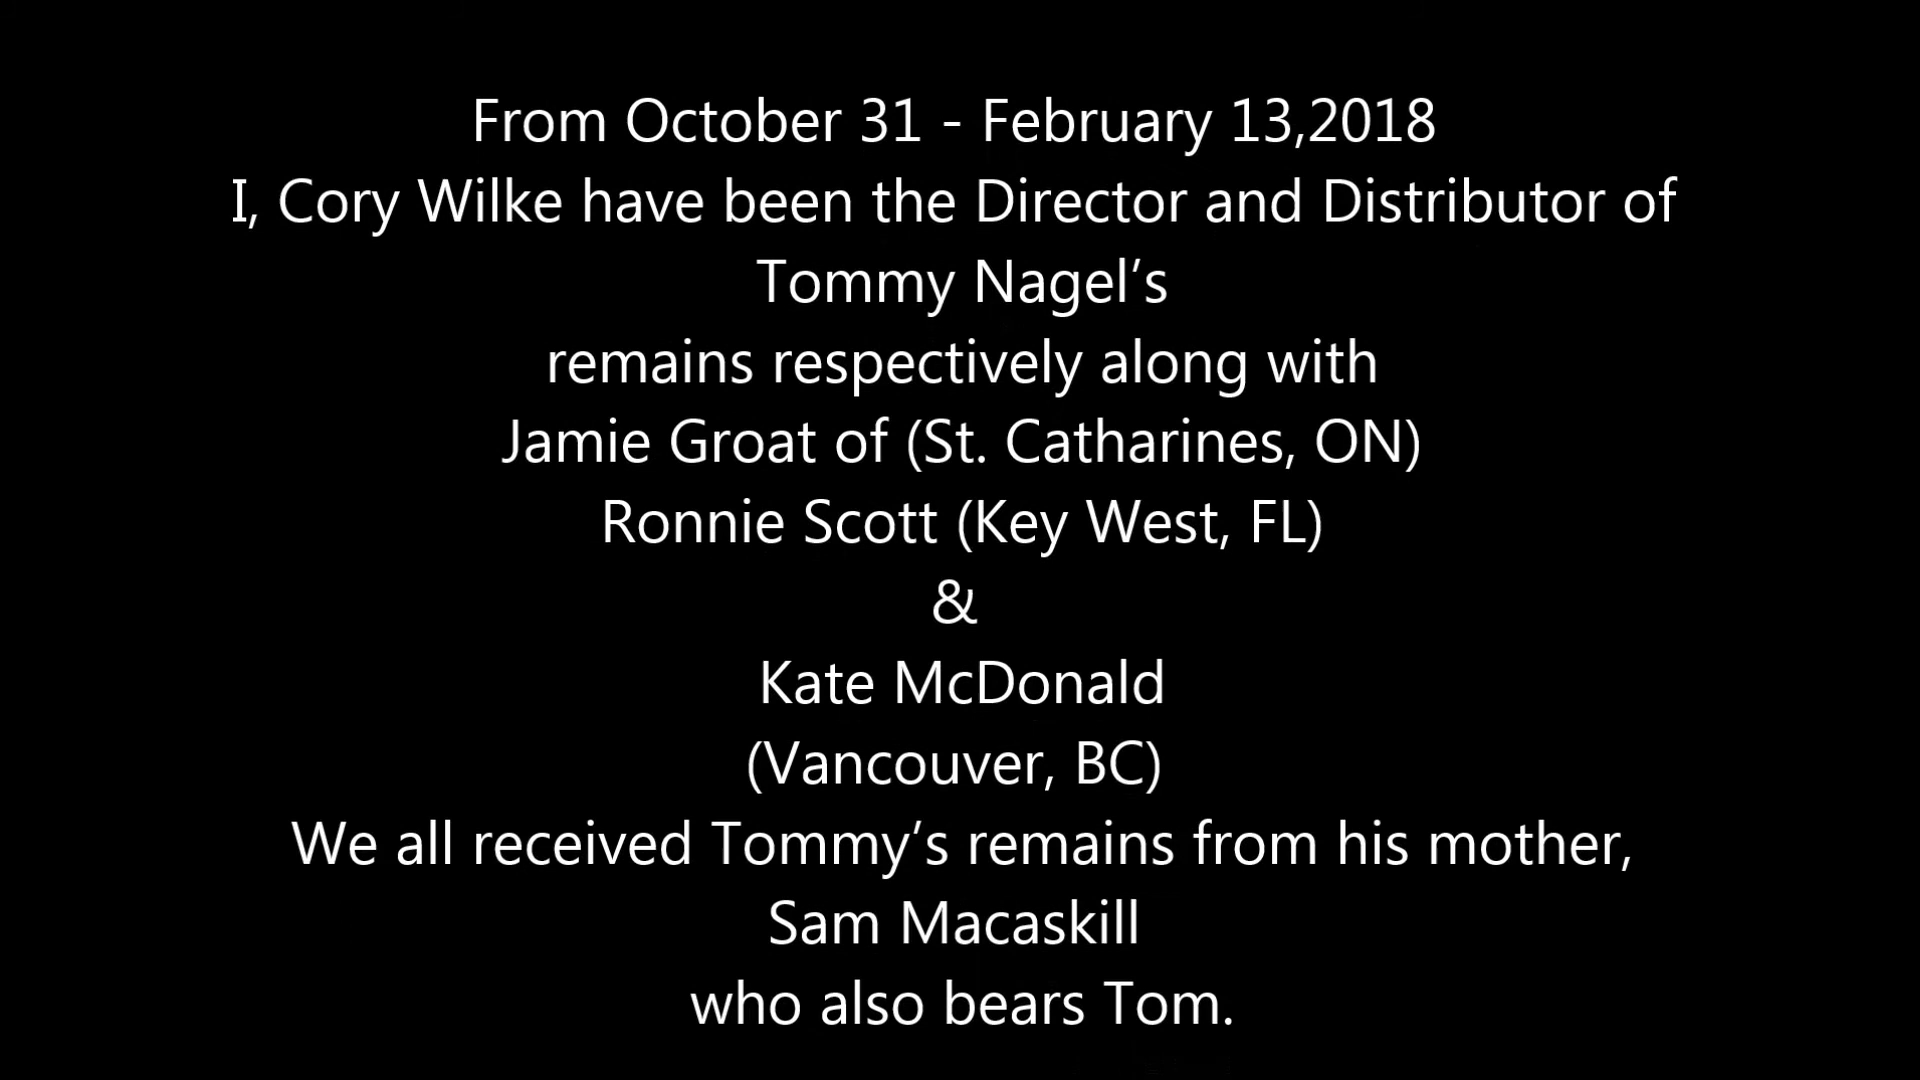 From October 31 - February 13,2018
I, Cory Wilke have been the Director and Distributor of
Tommy Nagel’s
remains respectively along with
Jamie Groat of (St. Catharines, ON)
Ronnie Scott (Key West, FL)
&
Kate McDonald
(Vancouver, BC)
We all received Tommy‘s remains from his mother,
Sam Macaskill
who also bears Tom.